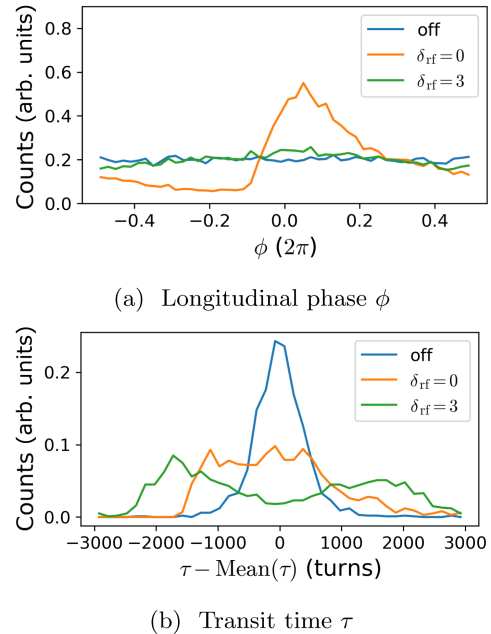 Counts (arb. units)
0.8
0.6
0.4
0.2
0.0
off
δrf=0
δrf=3
−0.4 −0.2 0.0 0.2 0.4
ϕ (2π)
(a) Longitudinal phase ϕ
Counts (arb. units)
0.2
0.1
0.0
off
δrf=0
δrf=3
−3000 −2000 −1000 0 1000 2000 3000
τ − Mean(τ) (turns)
(b) Transit time τ